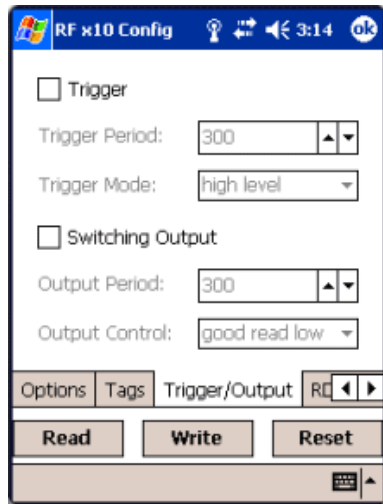 RF x10 Config 3:14 ok
Trigger
Trigger Period: 300
Trigger Mode: high level
Switching Output
Output Period: 300
Output Control: good read low
Options Tags Trigger/Output
Read Write Reset